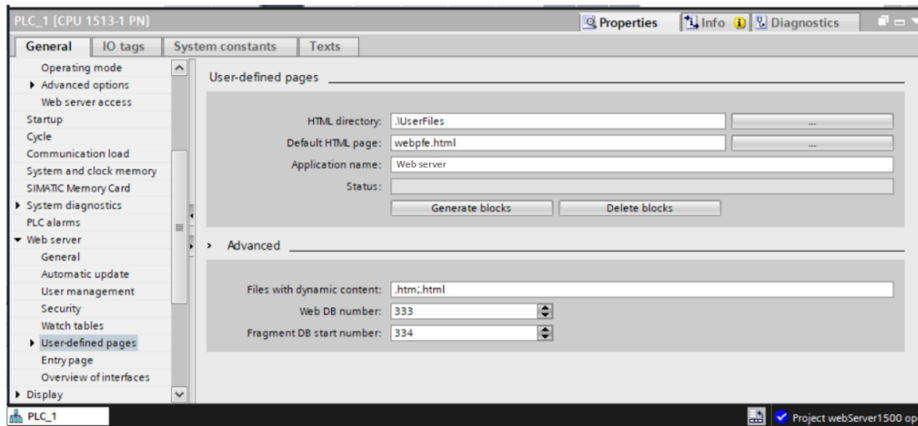 PLC_1 [CPU 1513-1 PN]
Properties
Info
Diagnostics
General
IO tags
System constants
Texts
Operating mode
Advanced options
Web server access
Startup
Cycle
Communication load
System and clock memory
SIMATIC Memory Card
System diagnostics
PLC alarms
Web server
General
Automatic update
User management
Security
Watch tables
User-defined pages
Entry page
Overview of interfaces
Display
User-defined pages
HTML directory: .\UserFiles
...
Default HTML page: webpfe.html
...
Application name: Web server
Status:
Generate blocks
Delete blocks
Advanced
Files with dynamic content: .htm;.html
Web DB number: 333
Fragment DB start number: 334
PLC_1
Project webServer1500 op